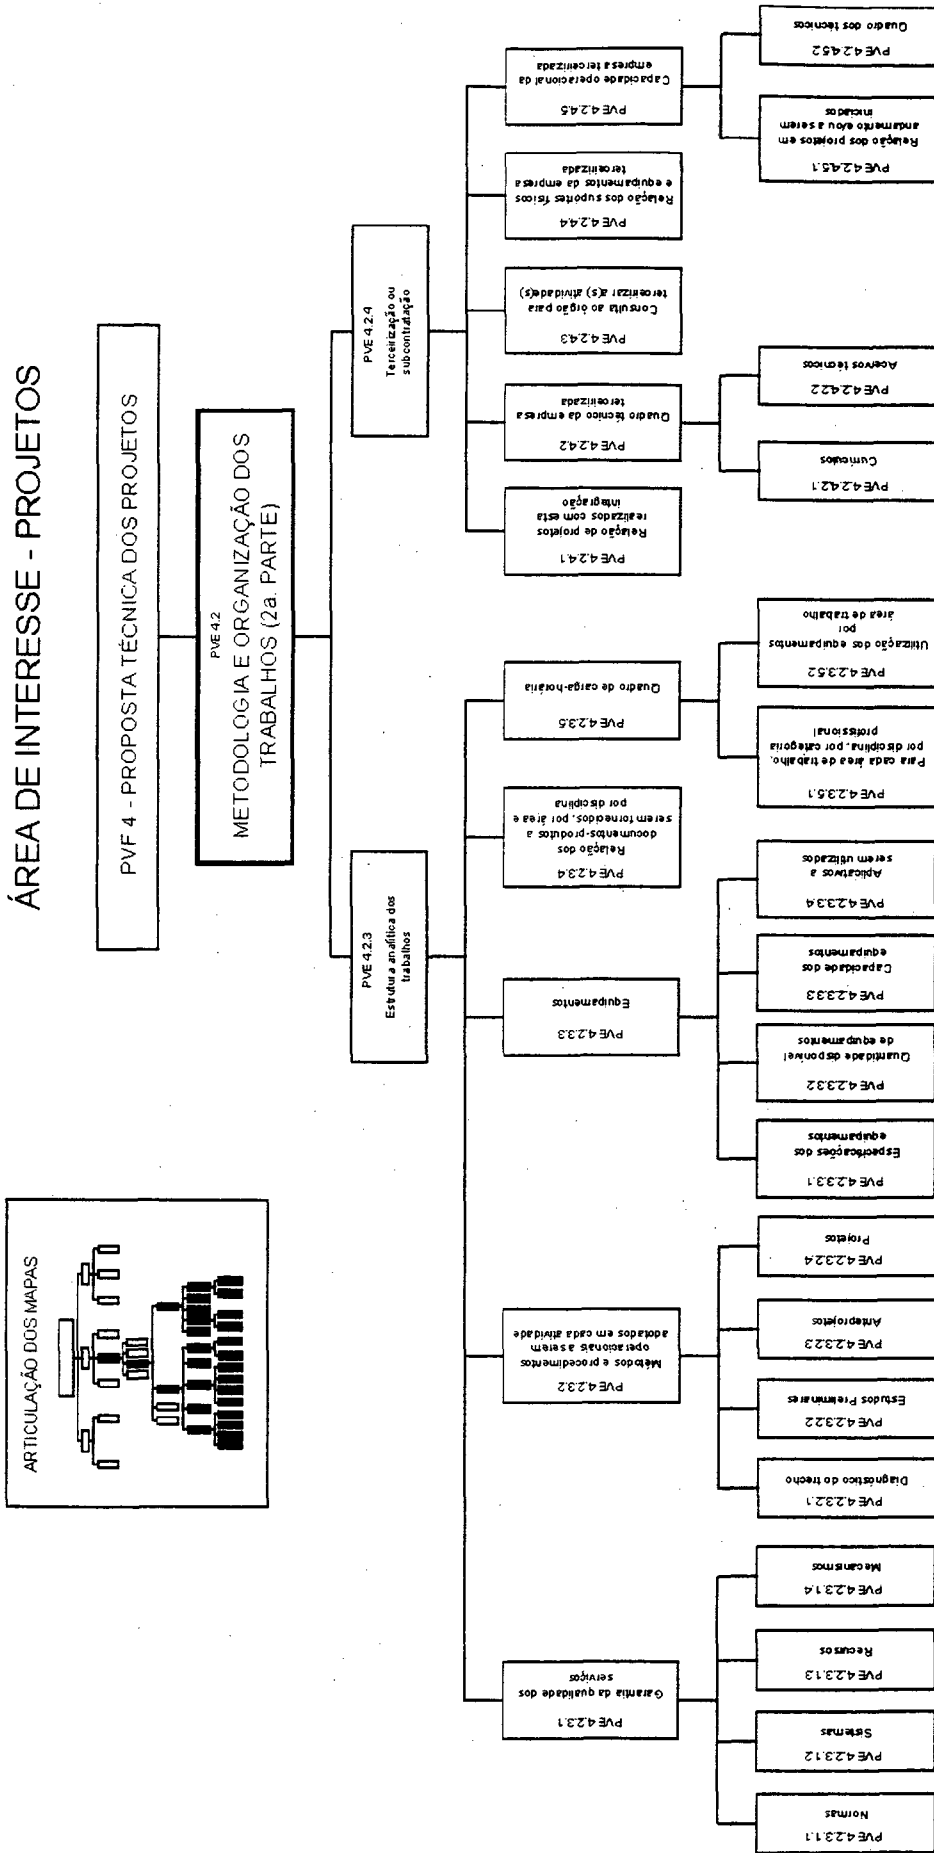 ÁREA DE INTERESSE - PROJETOS
ARTICULAÇÃO DOS MAPAS
PVF 4 - PROPOSTA TÉCNICA DOS PROJETOS
PVE 4.2
METODOLOGIA E ORGANIZAÇÃO DOS
TRABALHOS (2a. PARTE)
PVE 4.2.3
Estrutura analítica dos
trabalhos
PVE 4.2.4
Terceirização ou
subcontratação
PVE 4.2.3.1
Garantia da qualidade dos
serviços
PVE 4.2.3.2
Métodos e procedimentos
operacionais a serem
adotados em cada atividade
PVE 4.2.3.3
Equipamentos
PVE 4.2.3.4
Relação dos
documentos-produtos a
serem fornecidos, por área e
por disciplina
PVE 4.2.3.5
Quadro de carga-horária
PVE 4.2.4.1
Relação de projetos
realizados com esta
integração
PVE 4.2.4.2
Quadro técnico da empresa
terceirizada
PVE 4.2.4.3
Consulta ao órgão para
terceirizar a(s) atividade(s)
PVE 4.2.4.4
Relação dos suportes físicos
e equipamentos da empresa
terceirizada
PVE 4.2.4.5
Capacidade operacional da
empresa terceirizada
PVE 4.2.3.1.1
Normas
PVE 4.2.3.1.2
Sistemas
PVE 4.2.3.1.3
Recursos
PVE 4.2.3.1.4
Mecanismos
PVE 4.2.3.2.1
Diagnóstico do trecho
PVE 4.2.3.2.2
Estudos Preliminares
PVE 4.2.3.2.3
Anteprojetos
PVE 4.2.3.2.4
Projetos
PVE 4.2.3.3.1
Especificações dos
equipamentos
PVE 4.2.3.3.2
Quantidade disponível
de equipamentos
PVE 4.2.3.3.3
Capacidade dos
equipamentos
PVE 4.2.3.3.4
Aplicativos a
serem utilizados
PVE 4.2.3.5.1
Para cada área de trabalho,
por disciplina, por categoria
profissional
PVE 4.2.3.5.2
Utilização dos equipamentos
por
área de trabalho
PVE 4.2.4.2.1
Currículos
PVE 4.2.4.2.2
Acervos técnicos
PVE 4.2.4.5.1
Relação dos projetos em
andamento e/ou a serem
iniciados
PVE 4.2.4.5.2
Quadro dos técnicos